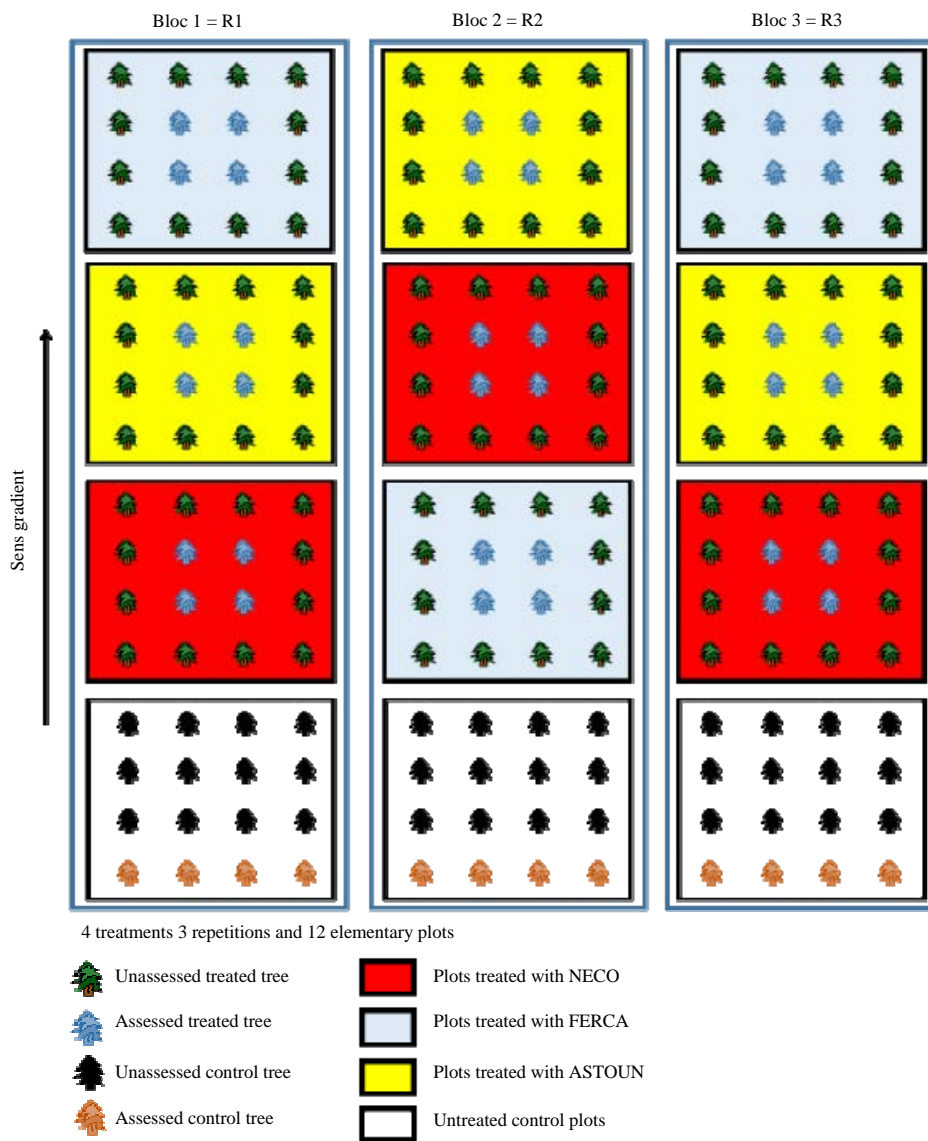 Bloc 1 = R1
Bloc 2 = R2
Bloc 3 = R3
Sens gradient
4 treatments 3 repetitions and 12 elementary plots
Unassessed treated tree
Assessed treated tree
Unassessed control tree
Assessed control tree
Plots treated with NECO
Plots treated with FERCA
Plots treated with ASTOUN
Untreated control plots